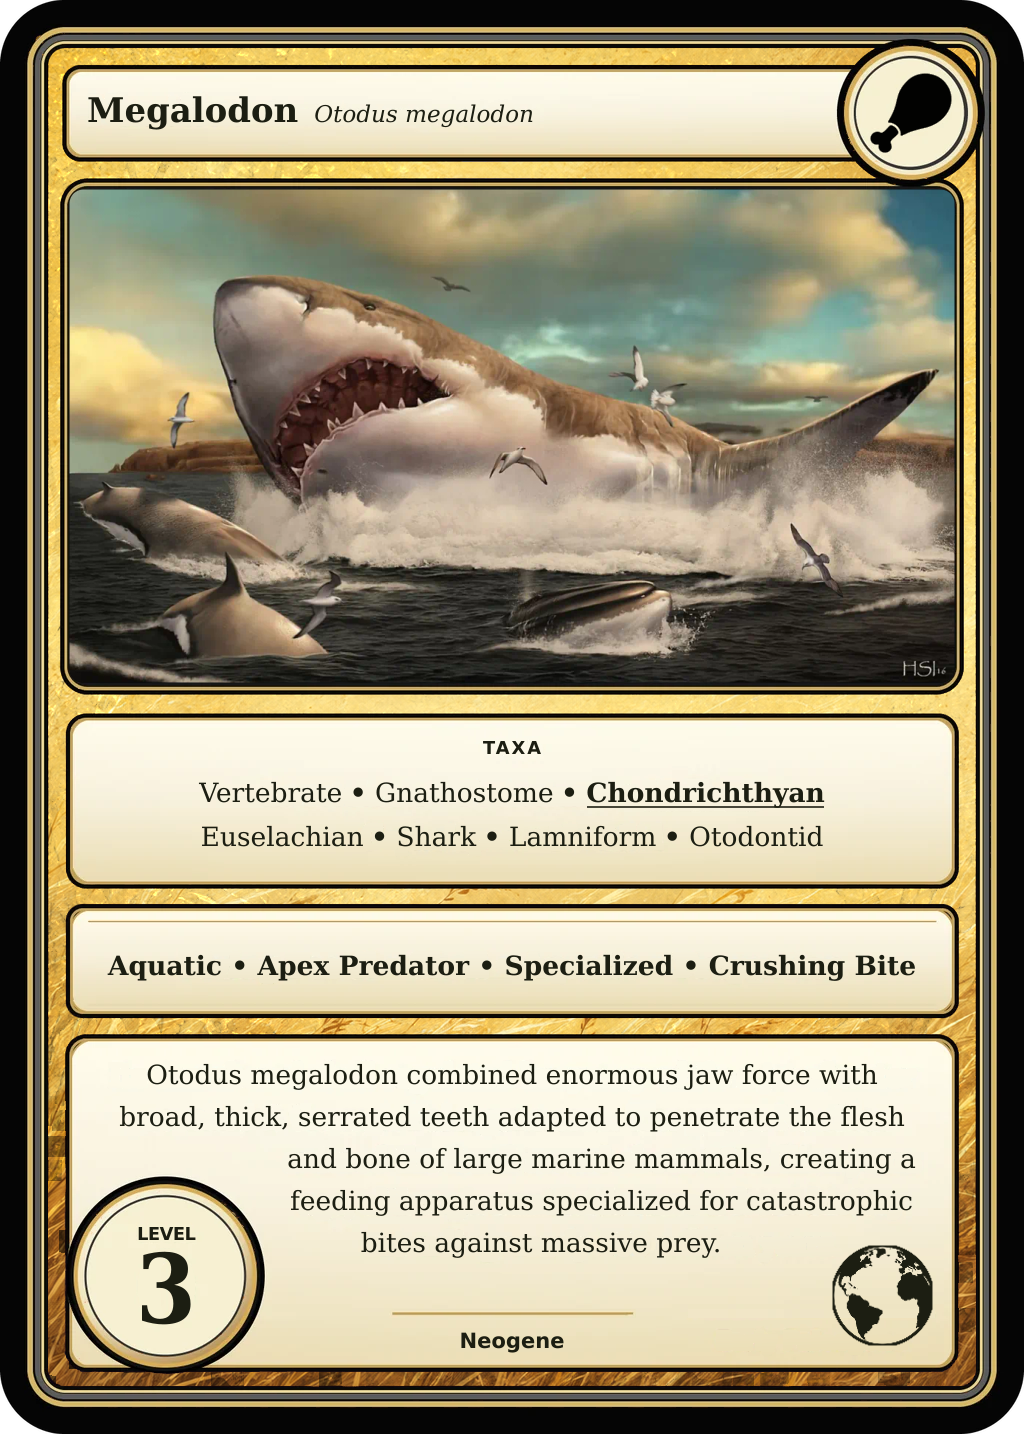 Megalodon Otodus megalodon
HSI16
TAXA
Vertebrate • Gnathostome • Chondrichthyan
Euselachian • Shark • Lamniform • Otodontid
Aquatic • Apex Predator • Specialized • Crushing Bite
Otodus megalodon combined enormous jaw force with
broad, thick, serrated teeth adapted to penetrate the flesh
and bone of large marine mammals, creating a
feeding apparatus specialized for catastrophic
bites against massive prey.
LEVEL
3
Neogene